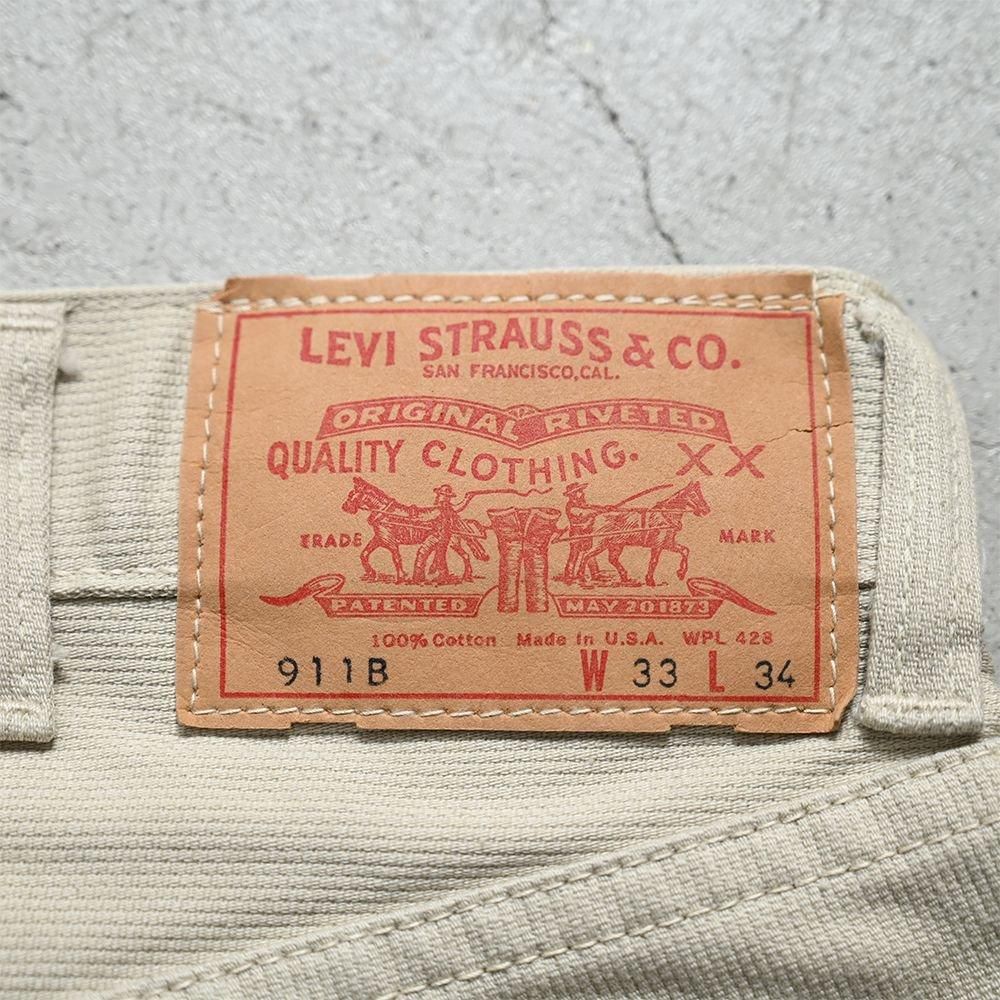 LEVI STRAUSS & CO.
SAN FRANCISCO, CAL.
ORIGINAL RIVETED
QUALITY CLOTHING. XX
TRADE MARK
PATENTED MAY 20 1873
100% Cotton Made in U.S.A. WPL 423
911B W 33 L 34